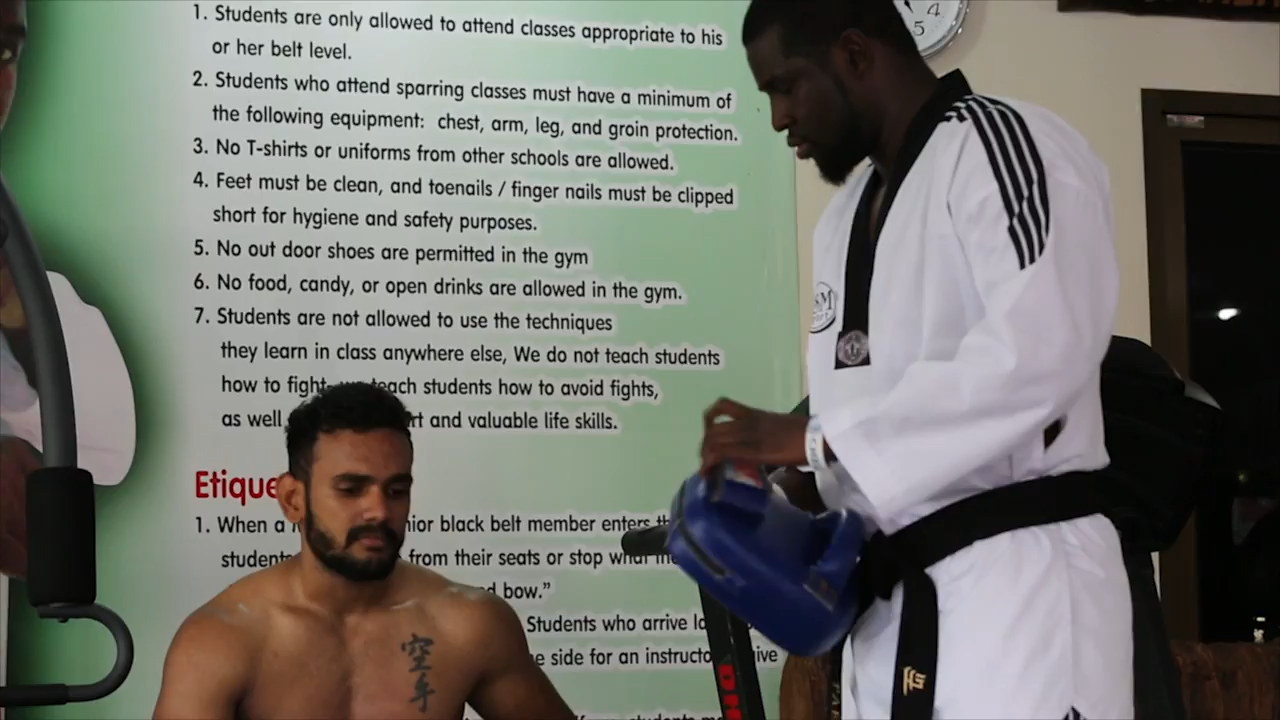 1. Students are only allowed to attend classes appropriate to his
or her belt level.
2. Students who attend sparring classes must have a minimum of
the following equipment: chest, arm, leg, and groin protection.
3. No T-shirts or uniforms from other schools are allowed.
4. Feet must be clean, and toenails / finger nails must be clipped
short for hygiene and safety purposes.
5. No out door shoes are permitted in the gym
6. No food, candy, or open drinks are allowed in the gym.
7. Students are not allowed to use the techniques
they learn in class anywhere else, We do not teach students
how to fight- teach students how to avoid fights,
as well and valuable life skills.
1. When a black belt member enters
from their seats or stop
bow.”
Students who arrive
side for an
空手
4
5